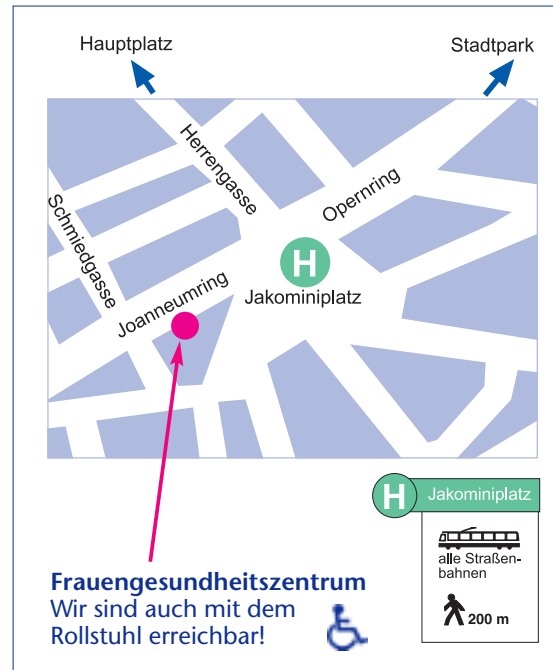 Hauptplatz
Stadtpark
Herrengasse
Opernring
Schmiedgasse
H
Jakominiplatz
Joanneumring
H Jakominiplatz
alle Straßen-
bahnen
200 m
Frauengesundheitszentrum
Wir sind auch mit dem
Rollstuhl erreichbar!